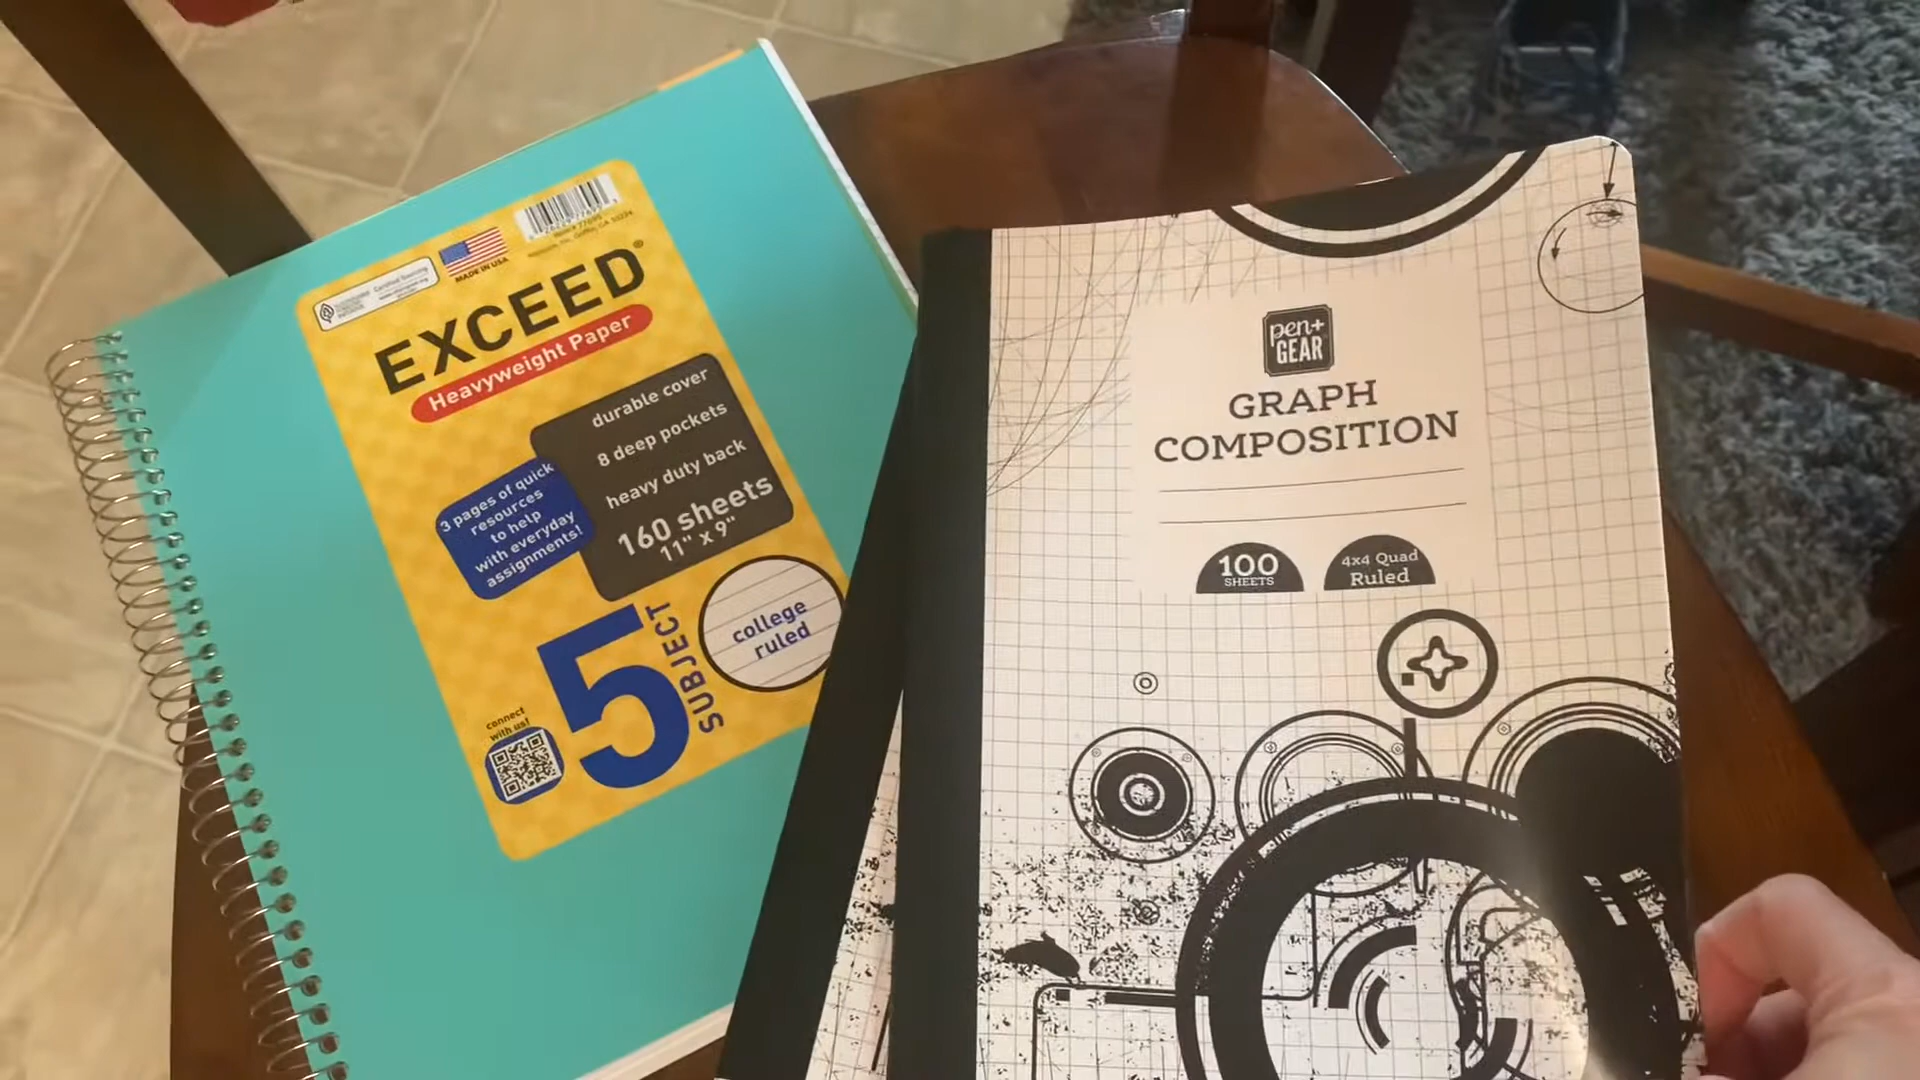 Certified Sourcing
MADE IN USA
EXCEED®
Heavyweight Paper
durable cover
8 deep pockets
heavy duty back
160 sheets
11" x 9"
3 pages of quick
resources
to help
with everyday
assignments!
5
SUBJECT
college
ruled
connect
with us!
pen+
GEAR
GRAPH
COMPOSITION
100
SHEETS
4x4 Quad
Ruled